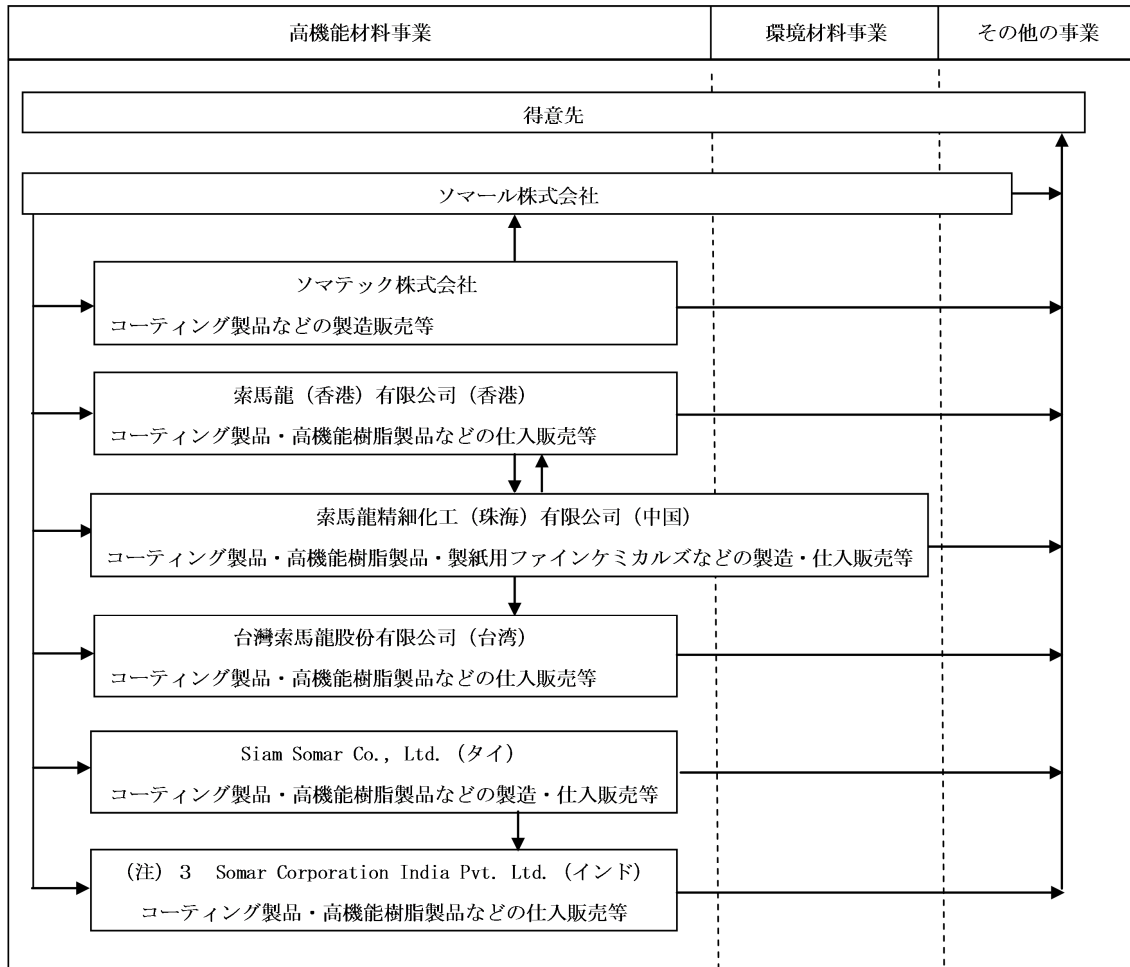 高機能材料事業
環境材料事業
その他の事業
得意先
ソマール株式会社
ソマテック株式会社
コーティング製品などの製造販売等
索馬龍（香港）有限公司（香港）
コーティング製品・高機能樹脂製品などの仕入販売等
索馬龍精細化工（珠海）有限公司（中国）
コーティング製品・高機能樹脂製品・製紙用ファインケミカルズなどの製造・仕入販売等
台灣索馬龍股份有限公司（台湾）
コーティング製品・高機能樹脂製品などの仕入販売等
Siam Somar Co., Ltd.（タイ）
コーティング製品・高機能樹脂製品などの製造・仕入販売等
（注）３　Somar Corporation India Pvt. Ltd.（インド）
コーティング製品・高機能樹脂製品などの仕入販売等